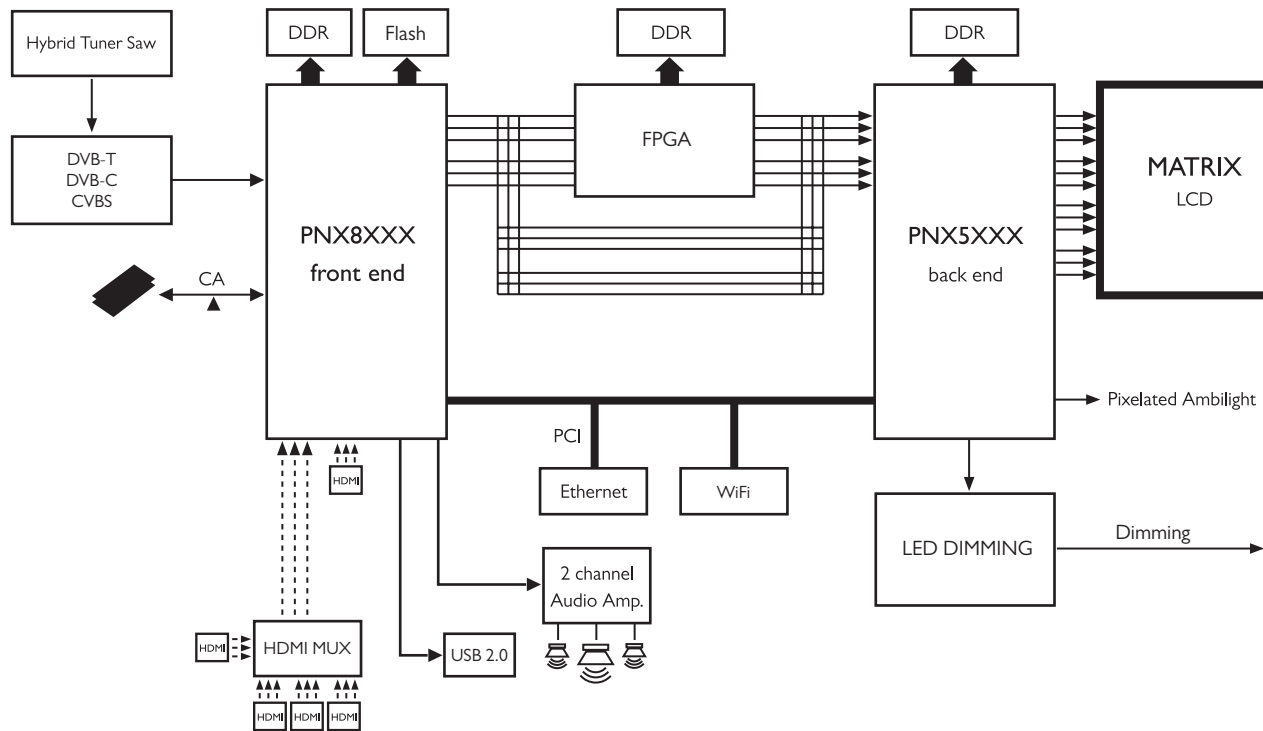 Hybrid Tuner Saw
DDR
Flash
DDR
DDR
DVB-T
DVB-C
CVBS
FPGA
MATRIX
LCD
PNX8XXX
front end
PNX5XXX
back end
CA
Pixelated Ambilight
PCI
HDMI
Ethernet
WiFi
LED DIMMING
Dimming
2 channel
Audio Amp.
HDMI
HDMI MUX
USB 2.0
HDMI
HDMI
HDMI